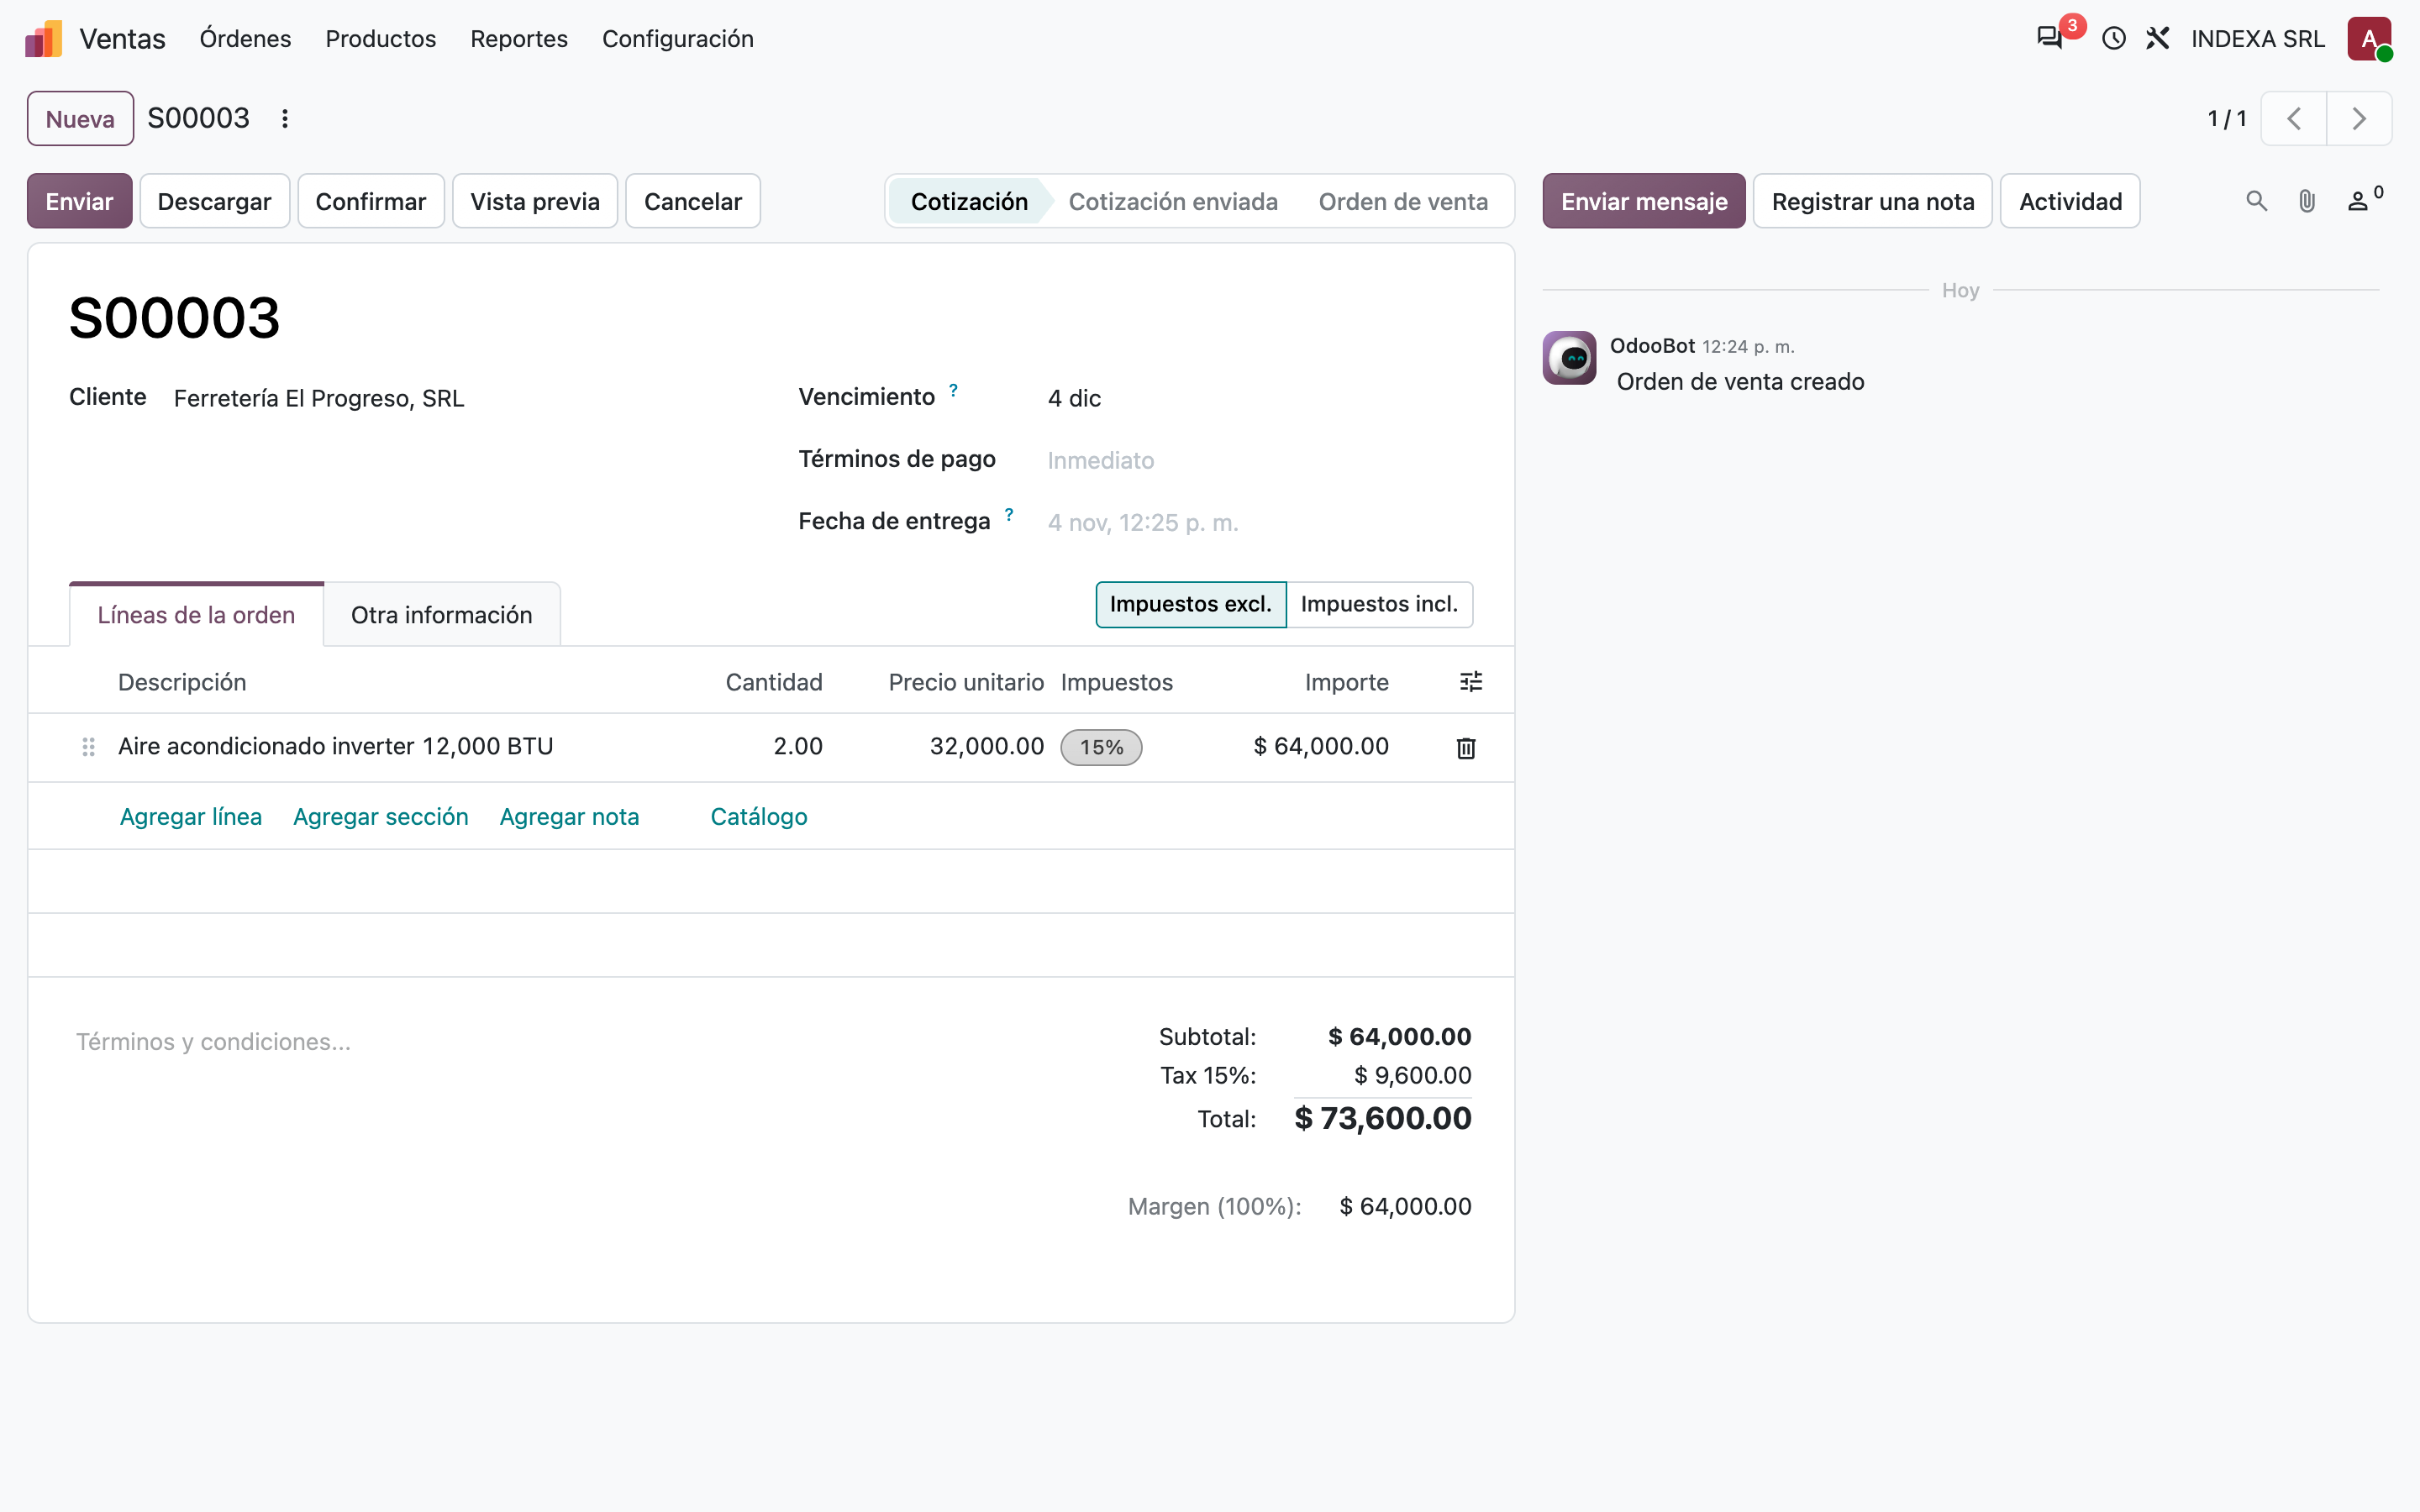 Ventas Órdenes Productos Reportes Configuración 3 INDEXA SRL A
Nueva S00003 1 / 1
Enviar Descargar Confirmar Vista previa Cancelar Cotización Cotización enviada Orden de venta Enviar mensaje Registrar una nota Actividad 0
Hoy
OdooBot 12:24 p. m.
Orden de venta creado
S00003
Cliente Ferretería El Progreso, SRL
Vencimiento ? 4 dic
Términos de pago Inmediato
Fecha de entrega ? 4 nov, 12:25 p. m.
Líneas de la orden Otra información Impuestos excl. Impuestos incl.
Descripción Cantidad Precio unitario Impuestos Importe
Aire acondicionado inverter 12,000 BTU 2.00 32,000.00 15% $ 64,000.00
Agregar línea Agregar sección Agregar nota Catálogo
Términos y condiciones...
Subtotal: $ 64,000.00
Tax 15%: $ 9,600.00
Total: $ 73,600.00
Margen (100%): $ 64,000.00